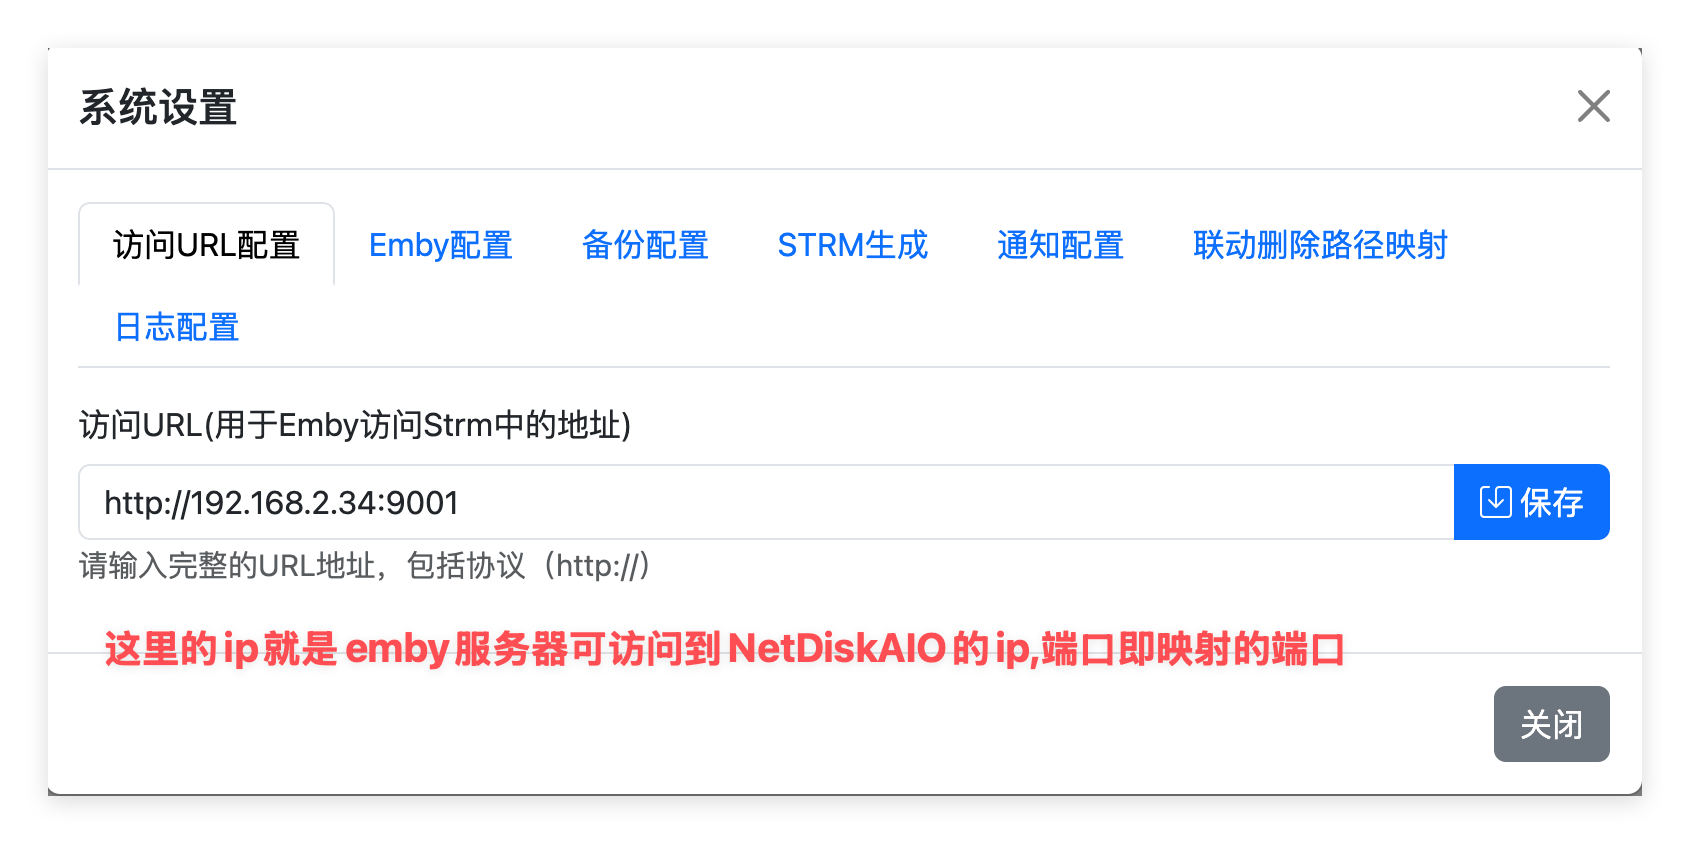 系统设置
访问URL配置 Emby配置 备份配置 STRM生成 通知配置 联动删除路径映射
日志配置
访问URL(用于Emby访问Strm中的地址)
http://192.168.2.34:9001 保存
请输入完整的URL地址，包括协议（http://）
这里的ip就是emby服务器可访问到NetDiskAIO的ip,端口即映射的端口
关闭